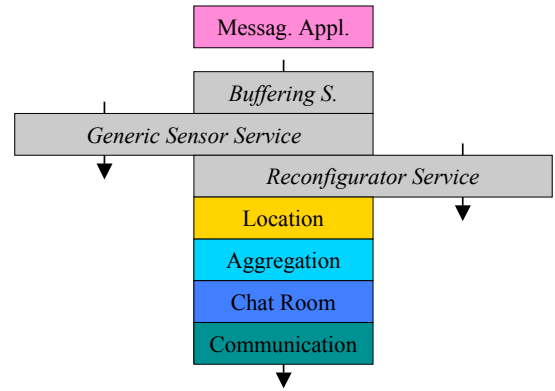 Messag. Appl.
Buffering S.
Generic Sensor Service
Reconfigurator Service
Location
Aggregation
Chat Room
Communication